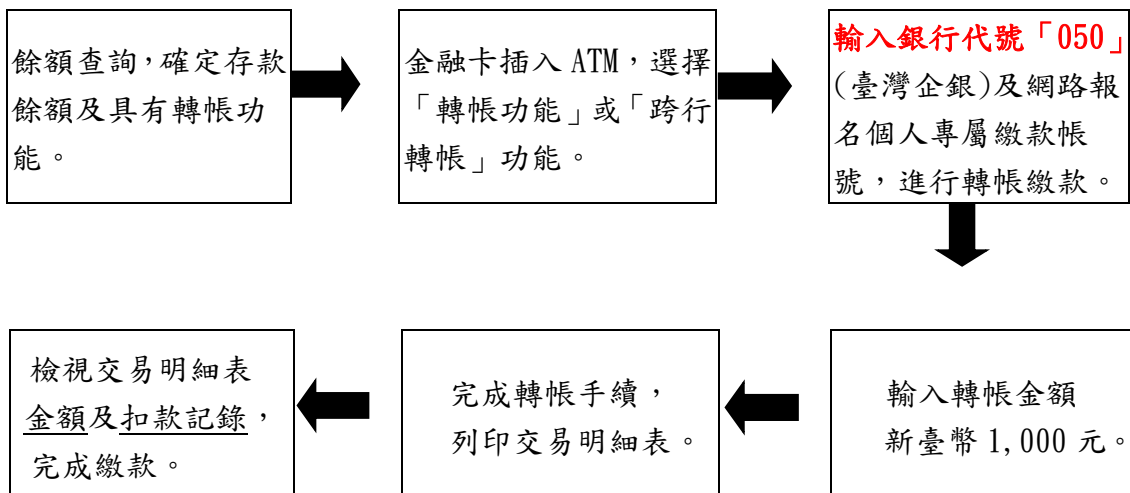 餘額查詢，確定存款
餘額及具有轉帳功
能。
金融卡插入 ATM，選擇
「轉帳功能」或「跨行
轉帳」功能。
輸入銀行代號「050」
(臺灣企銀)及網路報
名個人專屬繳款帳
號，進行轉帳繳款。
輸入轉帳金額
新臺幣 1,000 元。
完成轉帳手續，
列印交易明細表。
檢視交易明細表
金額及扣款記錄，
完成繳款。